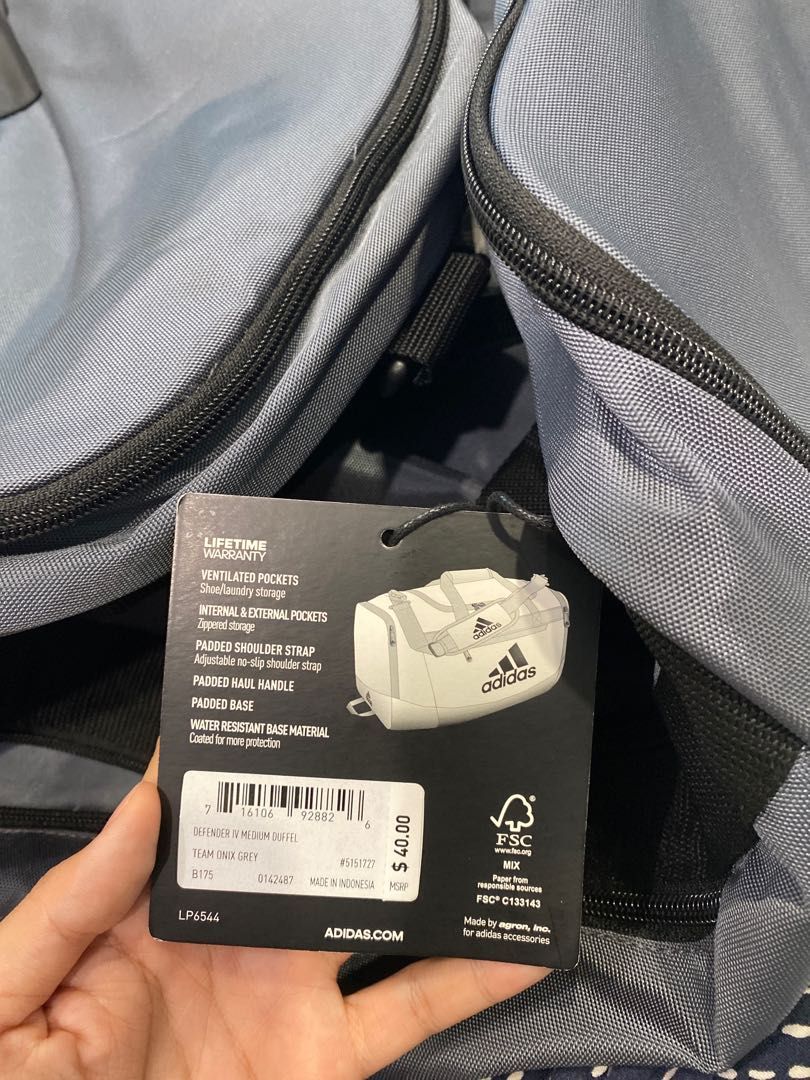 LIFETIME
WARRANTY
VENTILATED POCKETS
Shoe/laundry storage
INTERNAL & EXTERNAL POCKETS
Zippered storage
PADDED SHOULDER STRAP
Adjustable no-slip shoulder strap
PADDED HAUL HANDLE
PADDED BASE
WATER RESISTANT BASE MATERIAL
Coated for more protection
adidas
adidas
7 16106 92882 6
DEFENDER IV MEDIUM DUFFEL
TEAM ONIX GREY #5151727
B175 0142487 MADE IN INDONESIA
MSRP $ 40.00
LP6544
ADIDAS.COM
FSC
www.fsc.org
MIX
Paper from
responsible sources
FSC® C133143
Made by agron, inc.
for adidas accessories